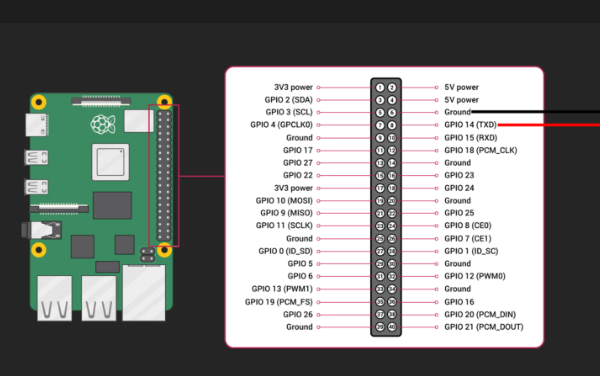 3V3 power 1 2 5V power
GPIO 2 (SDA) 3 4 5V power
GPIO 3 (SCL) 5 6 Ground
GPIO 4 (GPCLK0) 7 8 GPIO 14 (TXD)
Ground 9 10 GPIO 15 (RXD)
GPIO 17 11 12 GPIO 18 (PCM_CLK)
GPIO 27 13 14 Ground
GPIO 22 15 16 GPIO 23
3V3 power 17 18 GPIO 24
GPIO 10 (MOSI) 19 20 Ground
GPIO 9 (MISO) 21 22 GPIO 25
GPIO 11 (SCLK) 23 24 GPIO 8 (CE0)
Ground 25 26 GPIO 7 (CE1)
GPIO 0 (ID_SD) 27 28 GPIO 1 (ID_SC)
GPIO 5 29 30 Ground
GPIO 6 31 32 GPIO 12 (PWM0)
GPIO 13 (PWM1) 33 34 Ground
GPIO 19 (PCM_FS) 35 36 GPIO 16
GPIO 26 37 38 GPIO 20 (PCM_DIN)
Ground 39 40 GPIO 21 (PCM_DOUT)